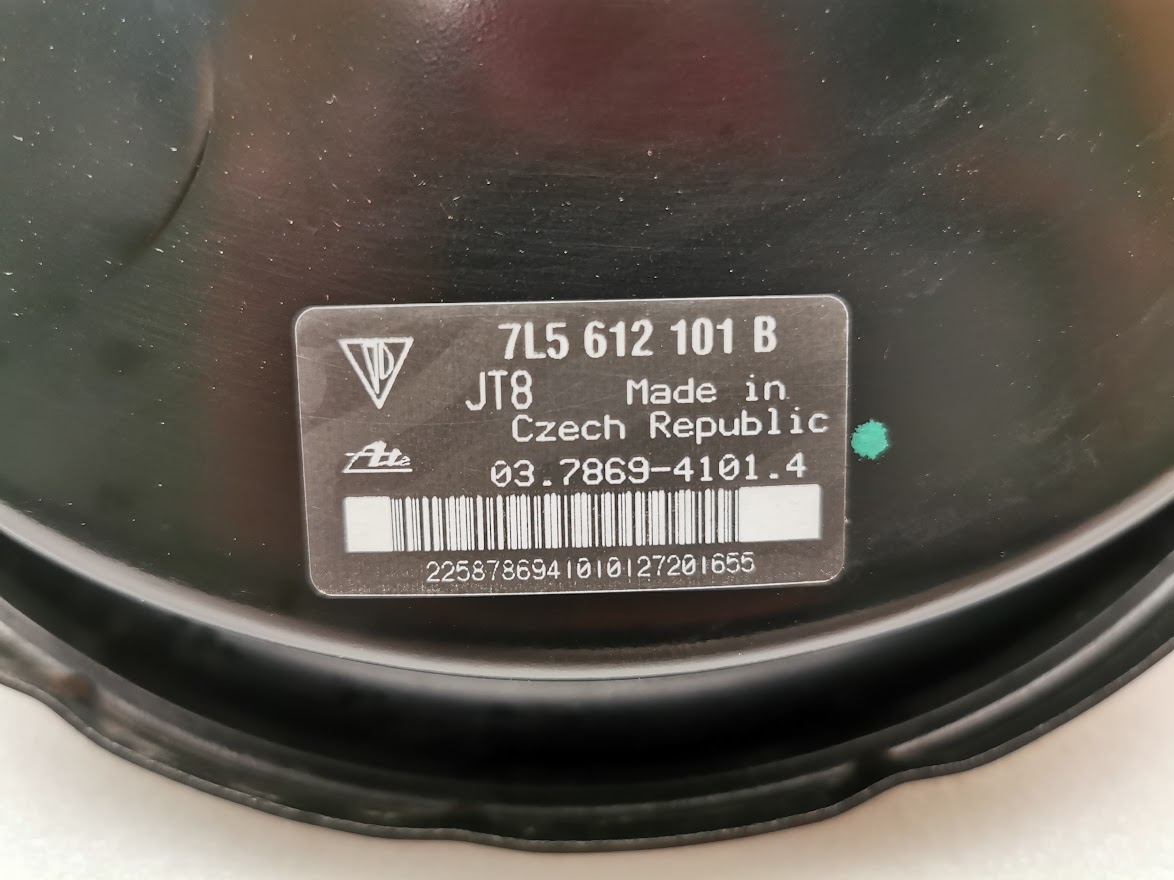 7L5 612 101 B
JT8 Made in
Czech Republic
Ate 03.7869-4101.4
2258786941010127201655